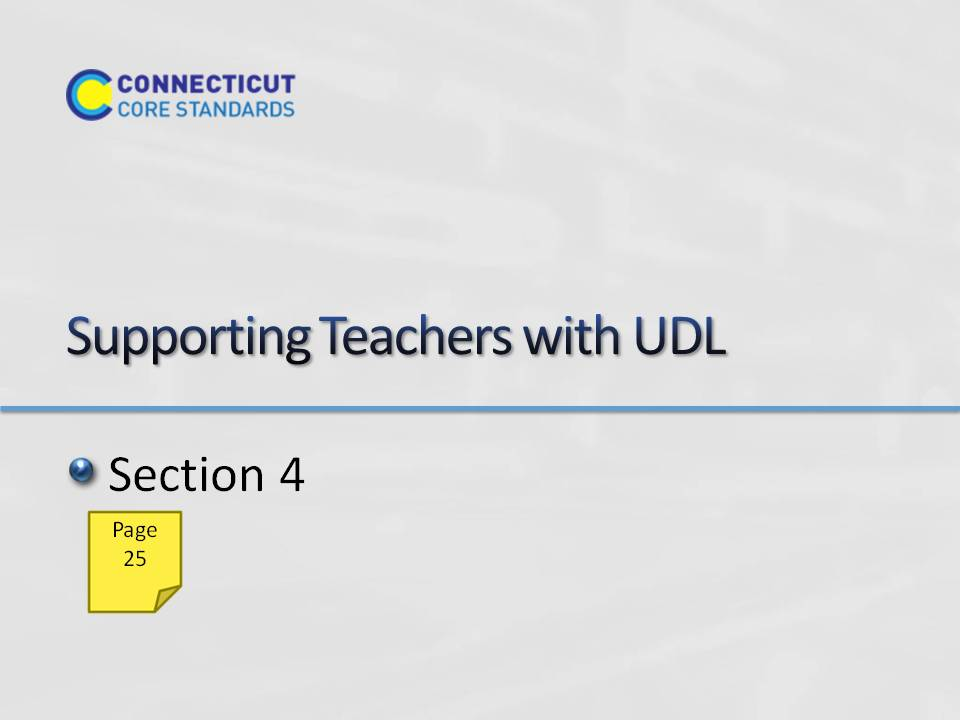 CONNECTICUT
CORE STANDARDS
Supporting Teachers with UDL
Section 4
Page
25